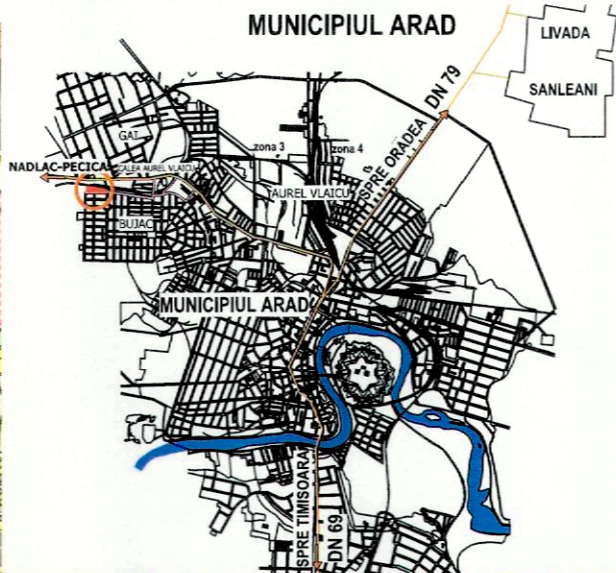 MUNICIPIUL ARAD
LIVADA
SANLEANI
SPRE ORADEA DN 79
GAI
zona 3
zona 4
NADLAC-PECICA
CALEA AUREL VLAICU
AUREL VLAICU
BUJAC
MUNICIPIUL ARAD
SPRE TIMISOARA
DN 69